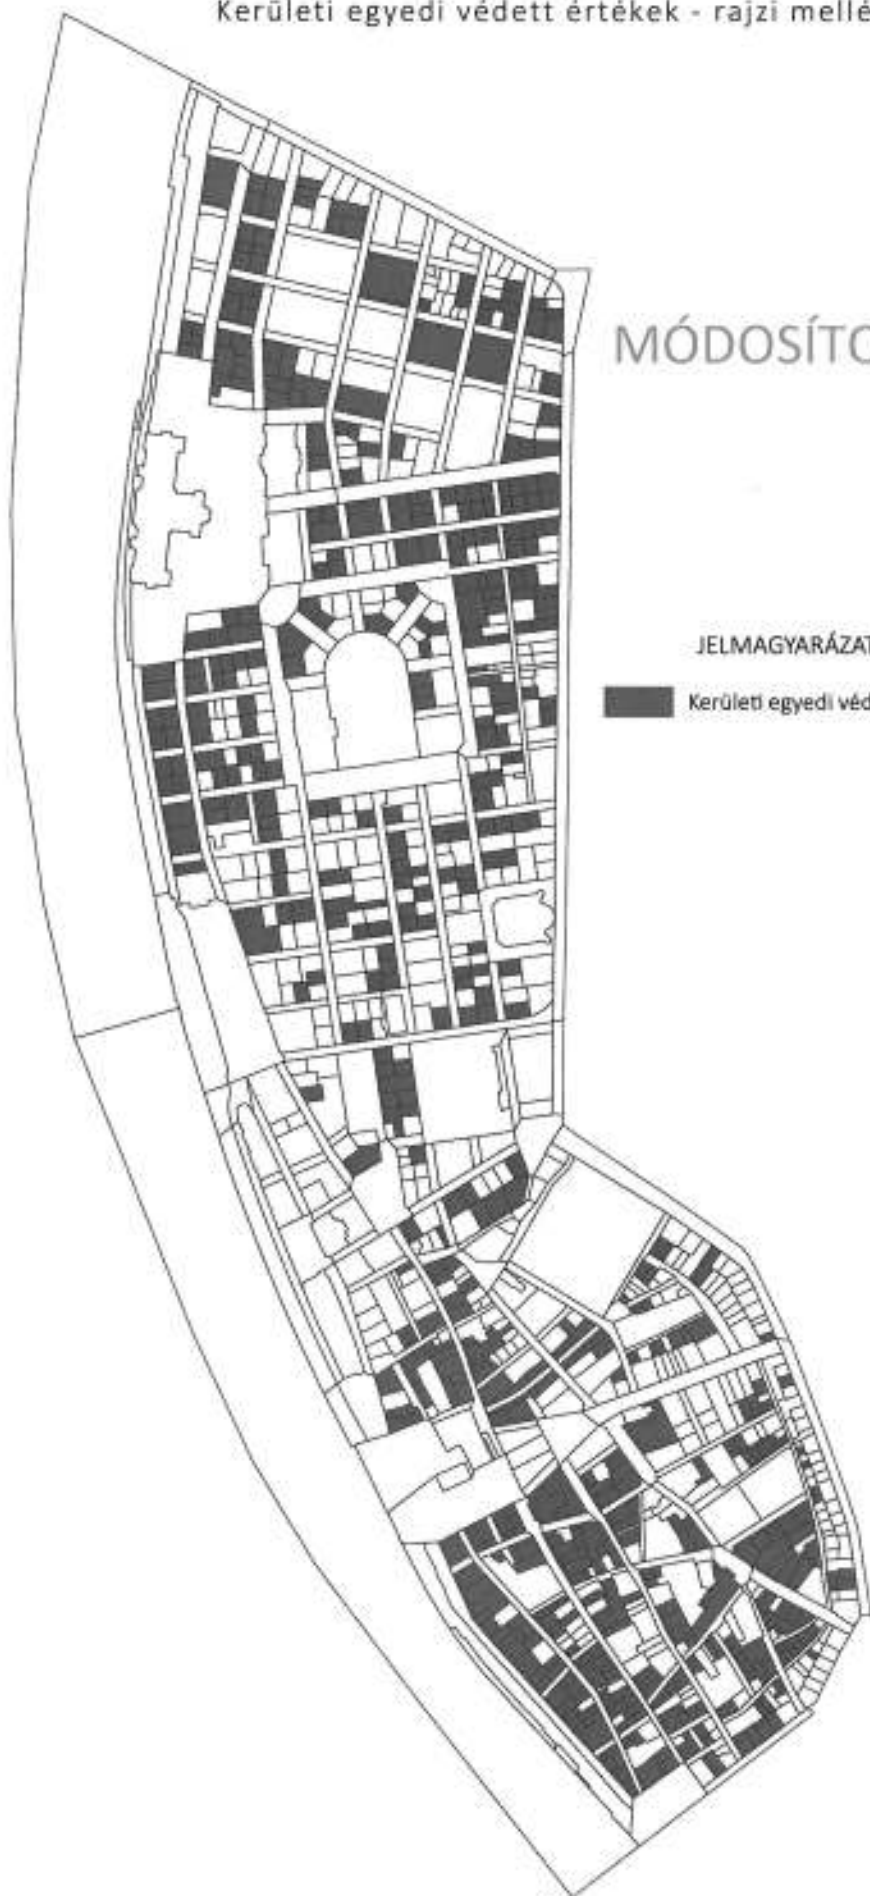 Kerületi egyedi védett értékek - rajzi mellé
MÓDOSÍTO
JELMAGYARÁZAT
Kerületi egyedi véd